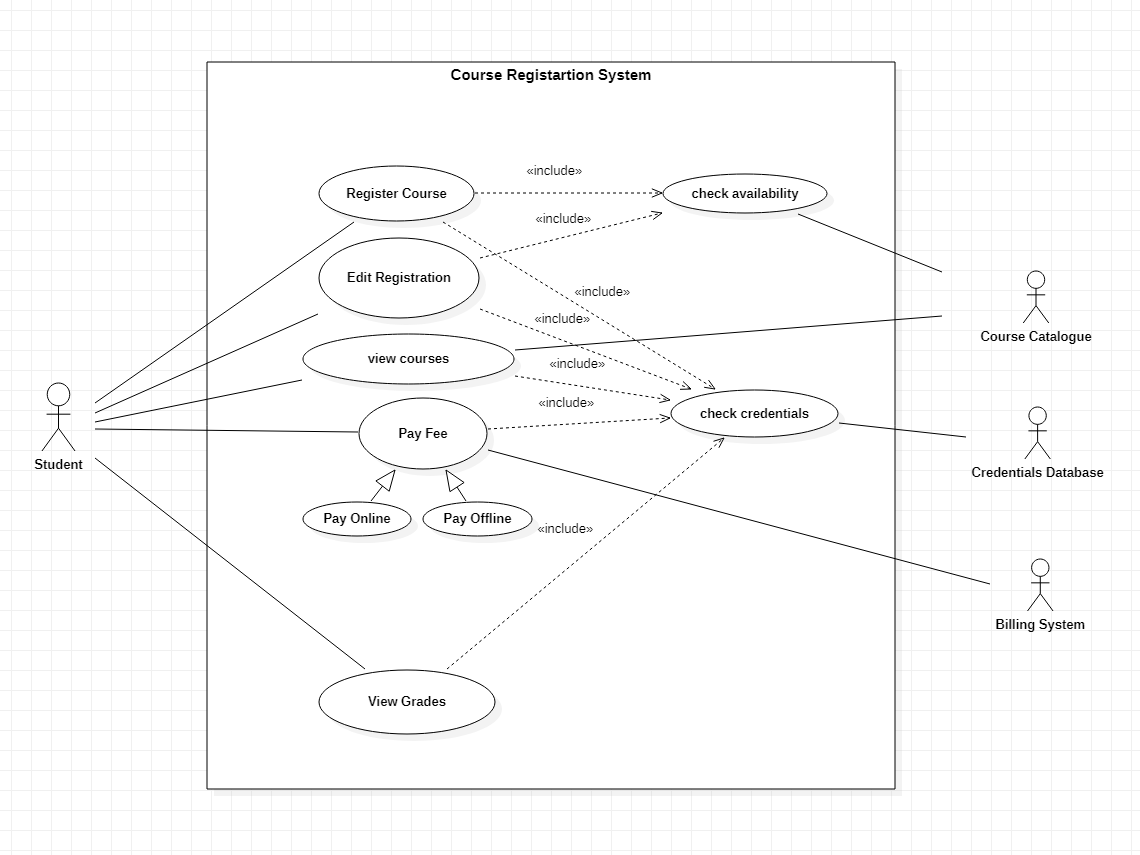 Course Registartion System
«include»
Register Course
check availability
«include»
Edit Registration
«include»
«include»
Course Catalogue
view courses
«include»
«include»
check credentials
Pay Fee
Student
Credentials Database
Pay Online
Pay Offline
«include»
Billing System
View Grades